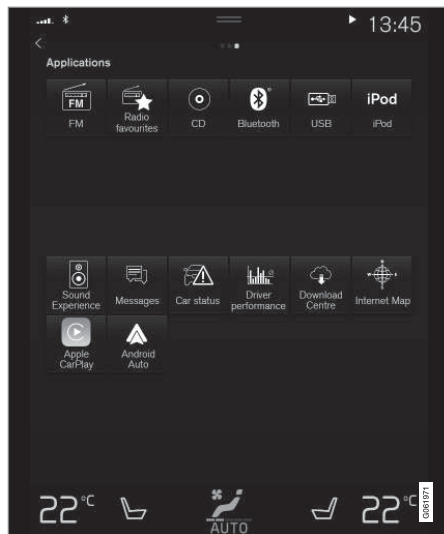 13:45
Applications
FM
iPod
FM
Radio
favourites
CD
Bluetooth
USB
iPod
Sound
Experience
Messages
Car status
Driver
performance
Download
Centre
Internet Map
Apple
CarPlay
Android
Auto
22°C
AUTO
22°C
G061971